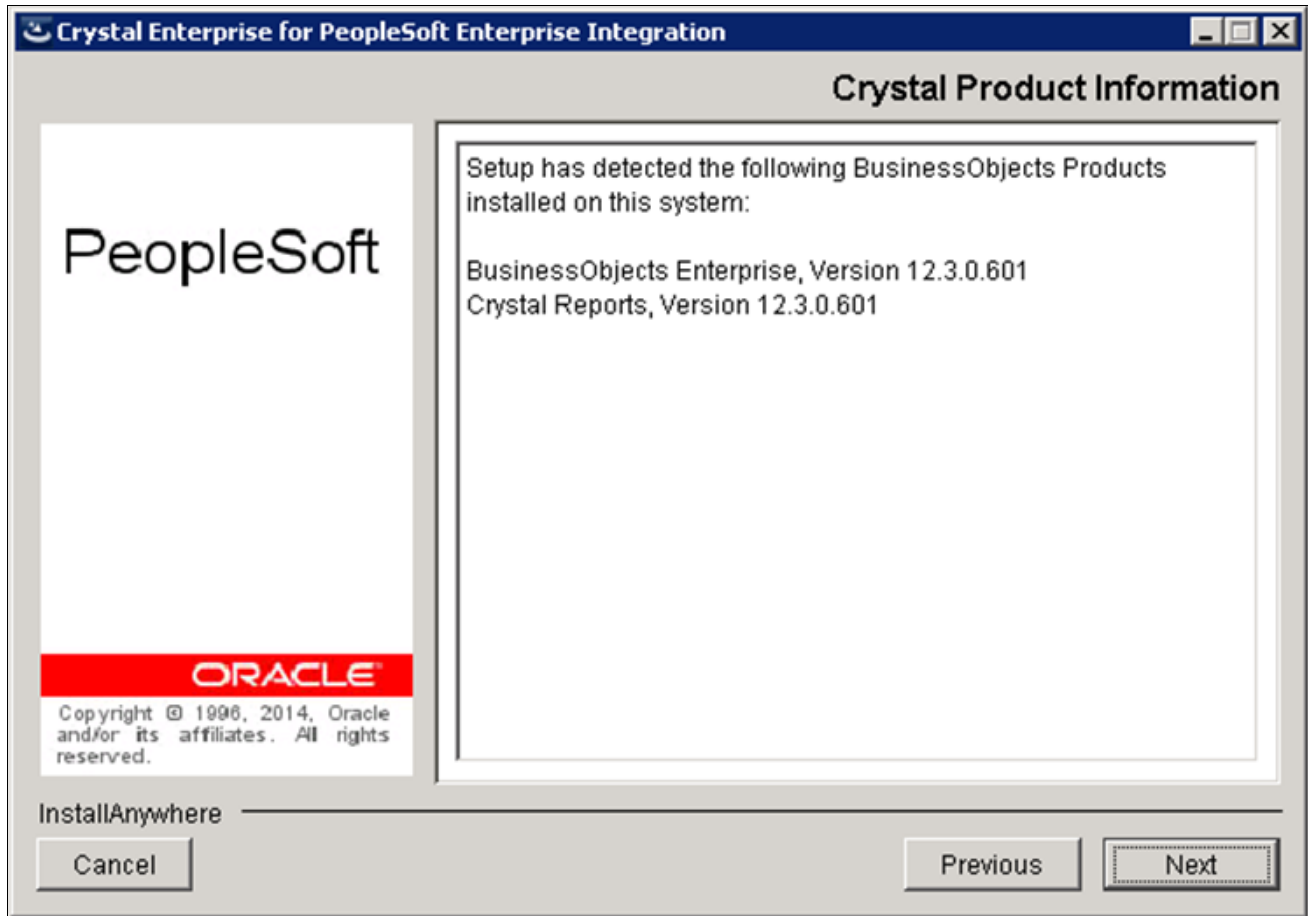 Crystal Enterprise for PeopleSoft Enterprise Integration
Crystal Product Information
PeopleSoft
ORACLE
Copyright © 1996, 2014, Oracle
and/or its affiliates. All rights
reserved.
Setup has detected the following BusinessObjects Products
installed on this system:
BusinessObjects Enterprise, Version 12.3.0.601
Crystal Reports, Version 12.3.0.601
InstallAnywhere
Cancel
Previous
Next